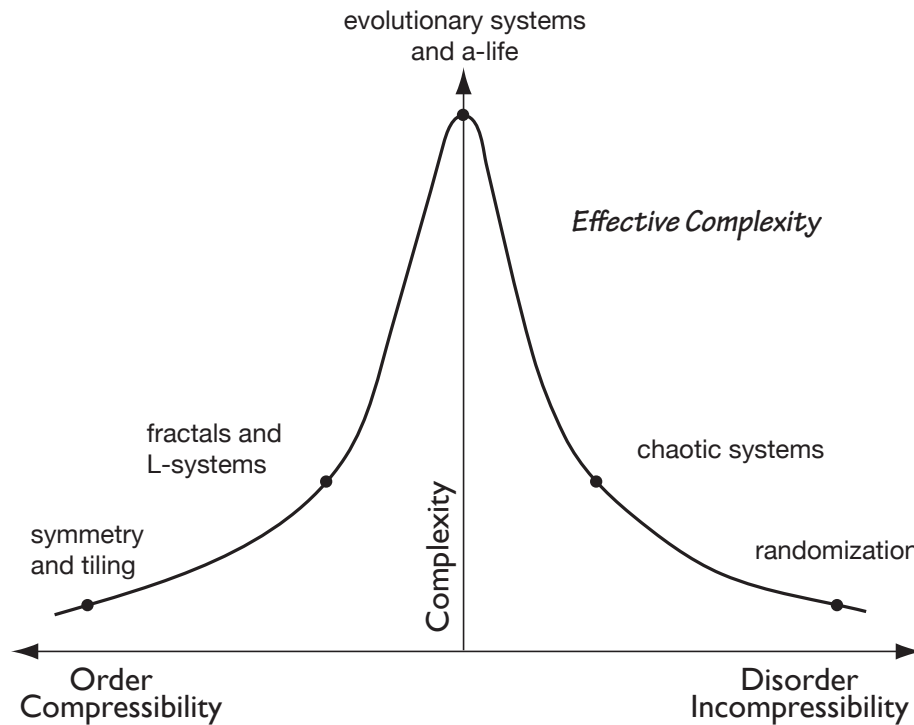 evolutionary systems
and a-life
Effective Complexity
fractals and
L-systems
chaotic systems
symmetry
and tiling
randomization
Complexity
Order
Compressibility
Disorder
Incompressibility